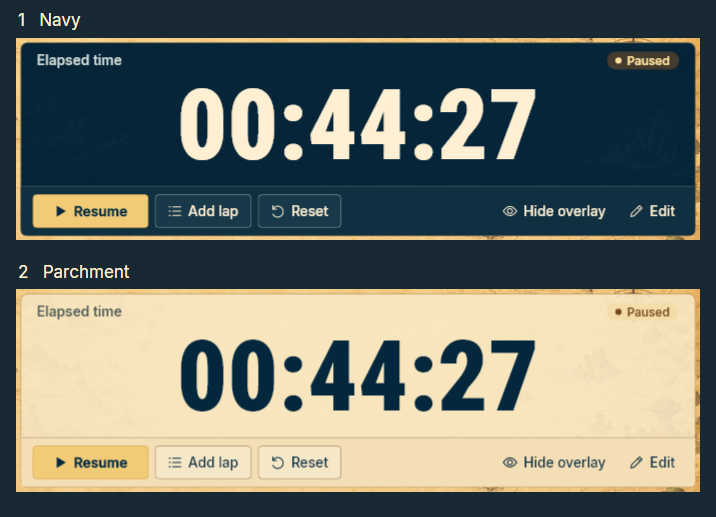 1 Navy
Elapsed time Paused
00:44:27
Resume Add lap Reset Hide overlay Edit
2 Parchment
Elapsed time Paused
00:44:27
Resume Add lap Reset Hide overlay Edit